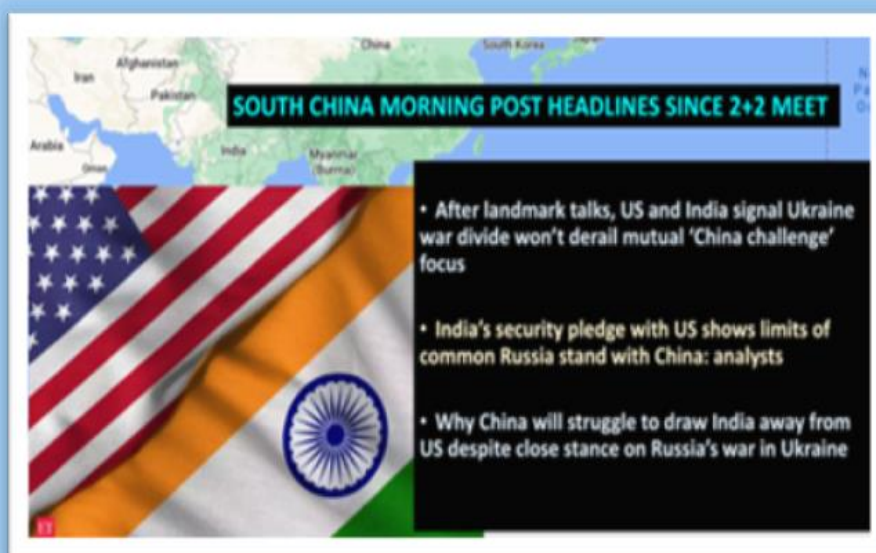 China
South Korea
Afghanistan
Iran
Pakistan
SOUTH CHINA MORNING POST HEADLINES SINCE 2+2 MEET
Arabia
Oman
India
Myanmar
(Burma)
• After landmark talks, US and India signal Ukraine
war divide won't derail mutual 'China challenge'
focus
• India's security pledge with US shows limits of
common Russia stand with China: analysts
• Why China will struggle to draw India away from
US despite close stance on Russia's war in Ukraine